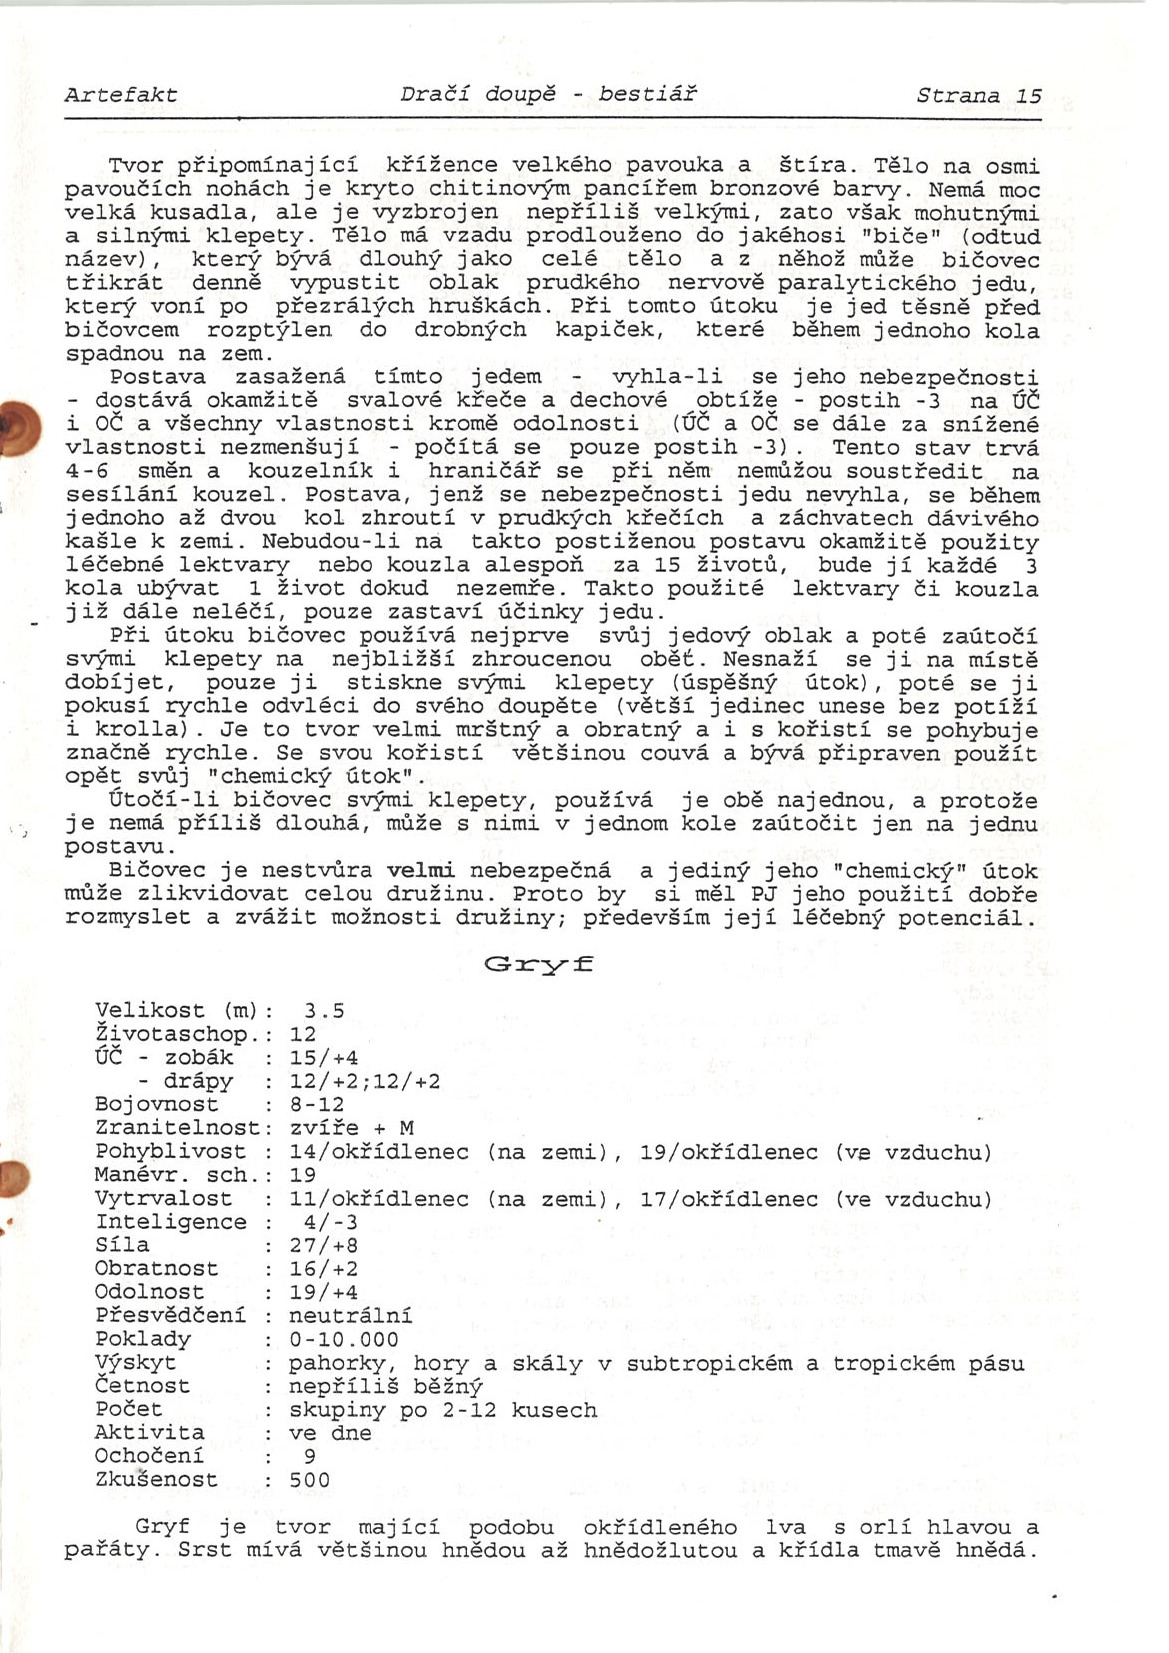 Artefakt Dračí doupě - bestiář Strana 15
Tvor připomínající křížence velkého pavouka a štíra. Tělo na osmi
pavoučích nohách je kryto chitinovým pancířem bronzové barvy. Nemá moc
velká kusadla, ale je vyzbrojen nepříliš velkými, zato však mohutnými
a silnými klepety. Tělo má vzadu prodlouženo do jakéhosi "biče" (odtud
název), který bývá dlouhý jako celé tělo a z něhož může bičovec
třikrát denně vypustit oblak prudkého nervově paralytického jedu,
který voní po přezrálých hruškách. Při tomto útoku je jed těsně před
bičovcem rozptýlen do drobných kapiček, které během jednoho kola
spadnou na zem.
Postava zasažená tímto jedem - vyhla-li se jeho nebezpečnosti
- dostává okamžitě svalové křeče a dechové obtíže - postih -3 na ÚČ
i OČ a všechny vlastnosti kromě odolnosti (ÚČ a OČ se dále za snížené
vlastnosti nezmenšují - počítá se pouze postih -3). Tento stav trvá
4-6 směn a kouzelník i hraničář se při něm nemůžou soustředit na
sesílání kouzel. Postava, jenž se nebezpečnosti jedu nevyhla, se během
jednoho až dvou kol zhroutí v prudkých křečích a záchvatech dávivého
kašle k zemi. Nebudou-li na takto postiženou postavu okamžitě použity
léčebné lektvary nebo kouzla alespoň za 15 životů, bude jí každé 3
kola ubývat 1 život dokud nezemře. Takto použité lektvary či kouzla
již dále neléčí, pouze zastaví účinky jedu.
Při útoku bičovec používá nejprve svůj jedový oblak a poté zaútočí
svými klepety na nejbližší zhroucenou oběť. Nesnaží se ji na místě
dobíjet, pouze ji stiskne svými klepety (úspěšný útok), poté se ji
pokusí rychle odvléci do svého doupěte (větší jedinec unese bez potíží
i krolla). Je to tvor velmi mrštný a obratný a i s kořistí se pohybuje
značně rychle. Se svou kořistí většinou couvá a bývá připraven použít
opět svůj "chemický útok".
Útočí-li bičovec svými klepety, používá je obě najednou, a protože
je nemá příliš dlouhá, může s nimi v jednom kole zaútočit jen na jednu
postavu.
Bičovec je nestvůra velmi nebezpečná a jediný jeho "chemický" útok
může zlikvidovat celou družinu. Proto by si měl PJ jeho použití dobře
rozmyslet a zvážit možnosti družiny; především její léčebný potenciál.
Gryf
Velikost (m): 3.5
Životaschop.: 12
ÚČ - zobák : 15/+4
- drápy : 12/+2;12/+2
Bojovnost : 8-12
Zranitelnost: zvíře + M
Pohyblivost : 14/okřídlenec (na zemi), 19/okřídlenec (ve vzduchu)
Manévr. sch.: 19
Vytrvalost : 11/okřídlenec (na zemi), 17/okřídlenec (ve vzduchu)
Inteligence : 4/-3
Síla : 27/+8
Obratnost : 16/+2
Odolnost : 19/+4
Přesvědčení : neutrální
Poklady : 0-10.000
Výskyt : pahorky, hory a skály v subtropickém a tropickém pásu
Četnost : nepříliš běžný
Počet : skupiny po 2-12 kusech
Aktivita : ve dne
Ochočení : 9
Zkušenost : 500
Gryf je tvor mající podobu okřídleného lva s orlí hlavou a
pařáty. Srst mívá většinou hnědou až hnědožlutou a křídla tmavě hnědá.